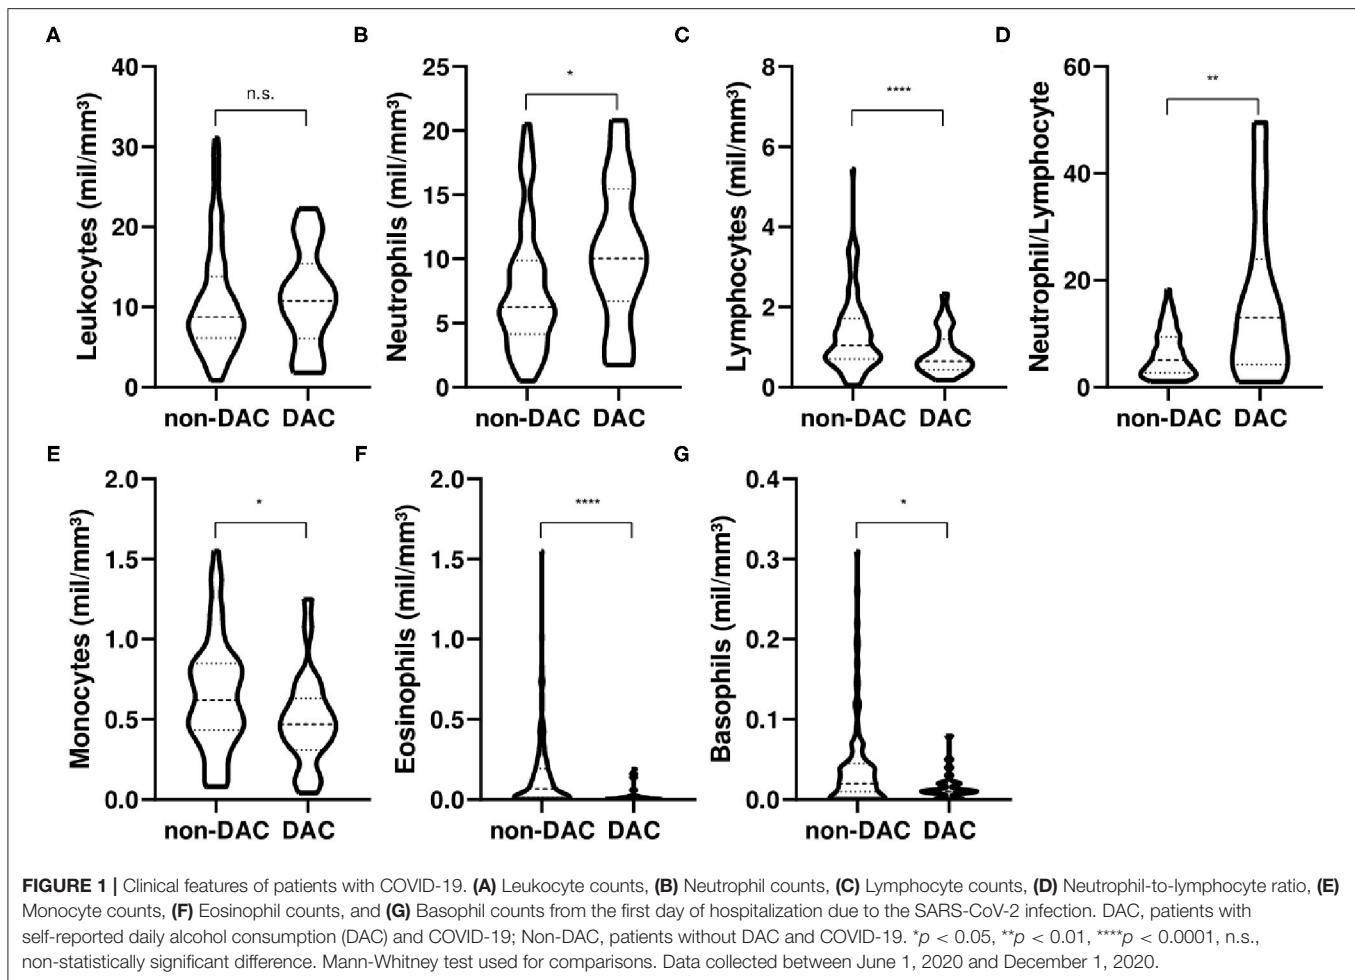 A
B
C
D
Leukocytes (mil/mm³)
40
30
20
10
0
n.s.
non-DAC DAC
Neutrophils (mil/mm³)
25
20
15
10
5
0
*
non-DAC DAC
Lymphocytes (mil/mm³)
8
6
4
2
0
****
non-DAC DAC
Neutrophil/Lymphocyte
60
40
20
0
**
non-DAC DAC
E
F
G
Monocytes (mil/mm³)
2.0
1.5
1.0
0.5
0.0
*
non-DAC DAC
Eosinophils (mil/mm³)
2.0
1.5
1.0
0.5
0.0
****
non-DAC DAC
Basophils (mil/mm³)
0.4
0.3
0.2
0.1
0.0
*
non-DAC DAC
FIGURE 1 | Clinical features of patients with COVID-19. (A) Leukocyte counts, (B) Neutrophil counts, (C) Lymphocyte counts, (D) Neutrophil-to-lymphocyte ratio, (E)
Monocyte counts, (F) Eosinophil counts, and (G) Basophil counts from the first day of hospitalization due to the SARS-CoV-2 infection. DAC, patients with
self-reported daily alcohol consumption (DAC) and COVID-19; Non-DAC, patients without DAC and COVID-19. *p < 0.05, **p < 0.01, ****p < 0.0001, n.s.,
non-statistically significant difference. Mann-Whitney test used for comparisons. Data collected between June 1, 2020 and December 1, 2020.